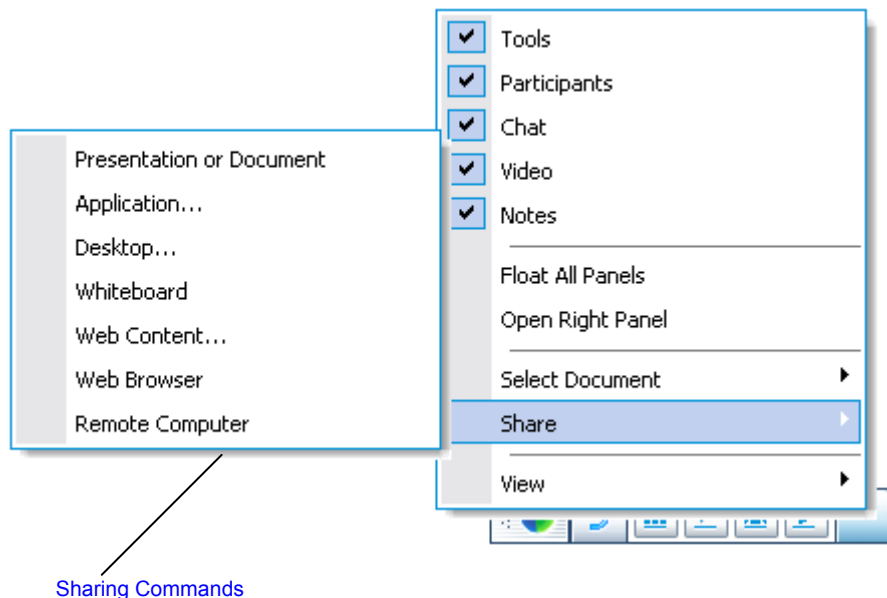 Tools
Participants
Chat
Video
Notes
Float All Panels
Open Right Panel
Select Document
Share
View
Presentation or Document
Application...
Desktop...
Whiteboard
Web Content...
Web Browser
Remote Computer
Sharing Commands